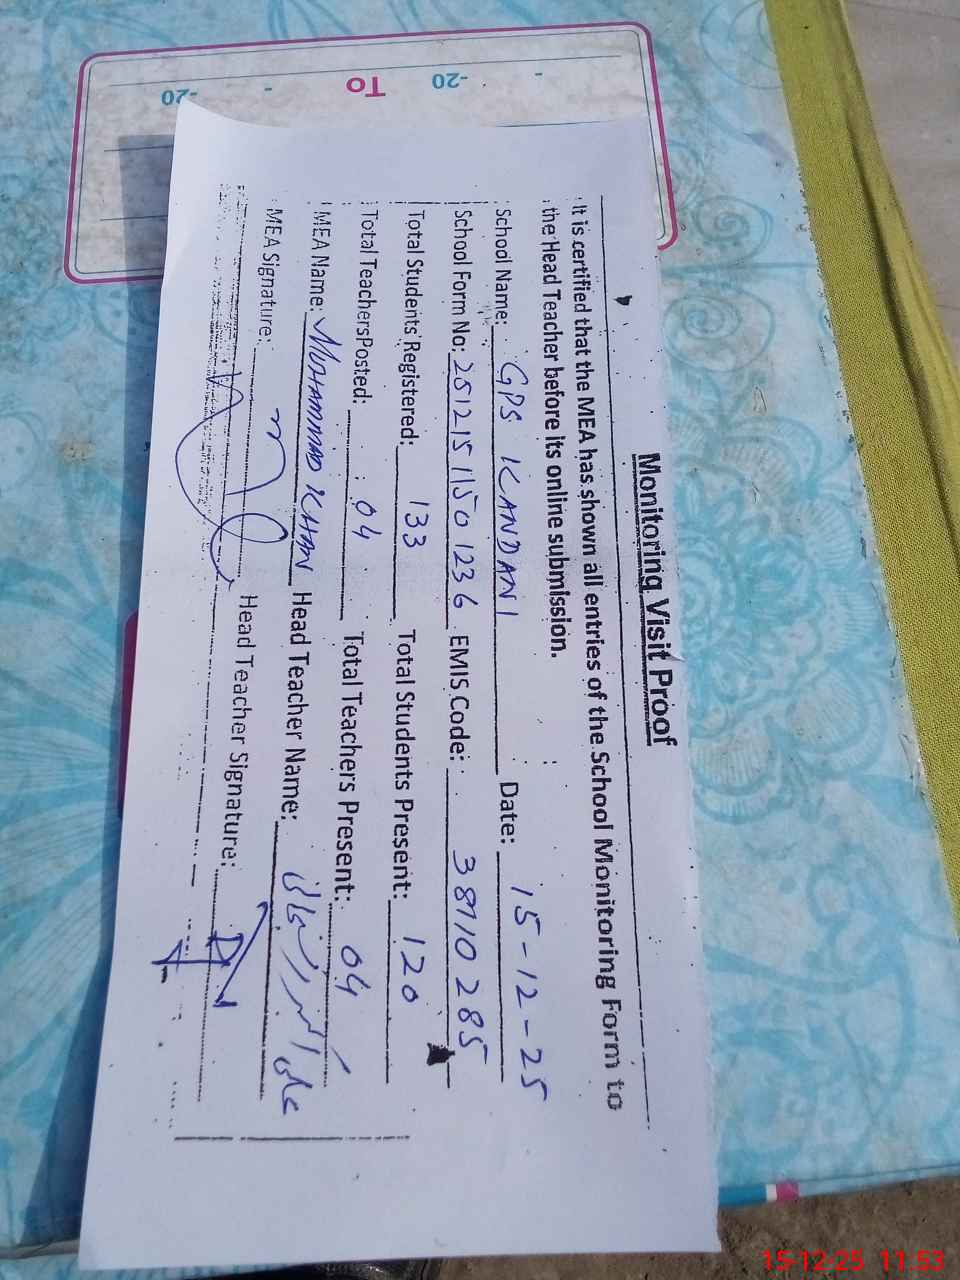 Monitoring Visit Proof
It is certified that the MEA has shown all entries of the School Monitoring Form to
the Head Teacher before its online submission.
School Name: GPS KANDANI Date: 15-12-25
School Form No: 25121511501236 EMIS Code: 38110285
Total Students Registered: 133 Total Students Present: 120
Total Teachers Posted: 04 Total Teachers Present: 04
MEA Name: MUHAMMAD KHAN Head Teacher Name:
MEA Signature: Head Teacher Signature:
To
-20
-20
15-12-25 11:53